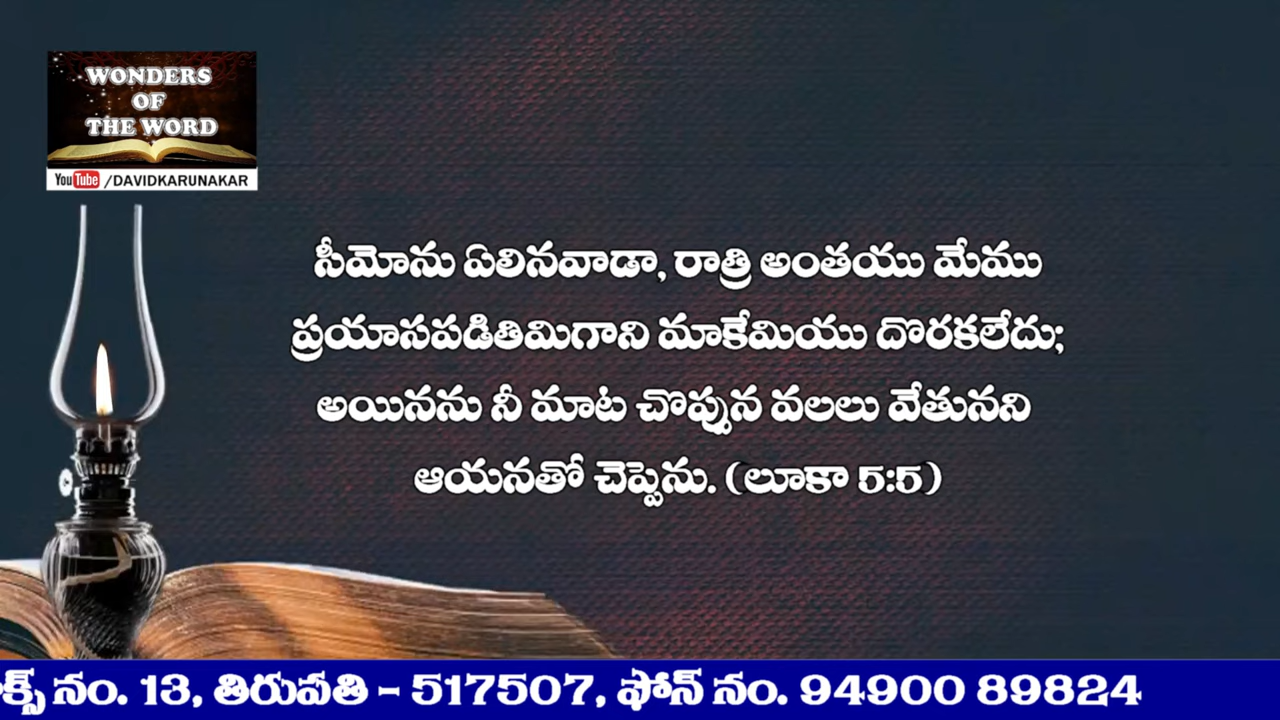 WONDERS
OF
THE WORD
YouTube /DAVIDKARUNAKAR
సీమోను ఏలినవాడా, రాత్రి అంతయు మేము
ప్రయాసపడితిమిగాని మాకేమియు దొరకలేదు;
అయినను నీ మాట చొప్పున వలలు వేతునని
ఆయనతో చెప్పెను. (లూకా 5:5)
నం. 13, తిరుపతి - 517507, ఫోన్ నం. 94900 89824